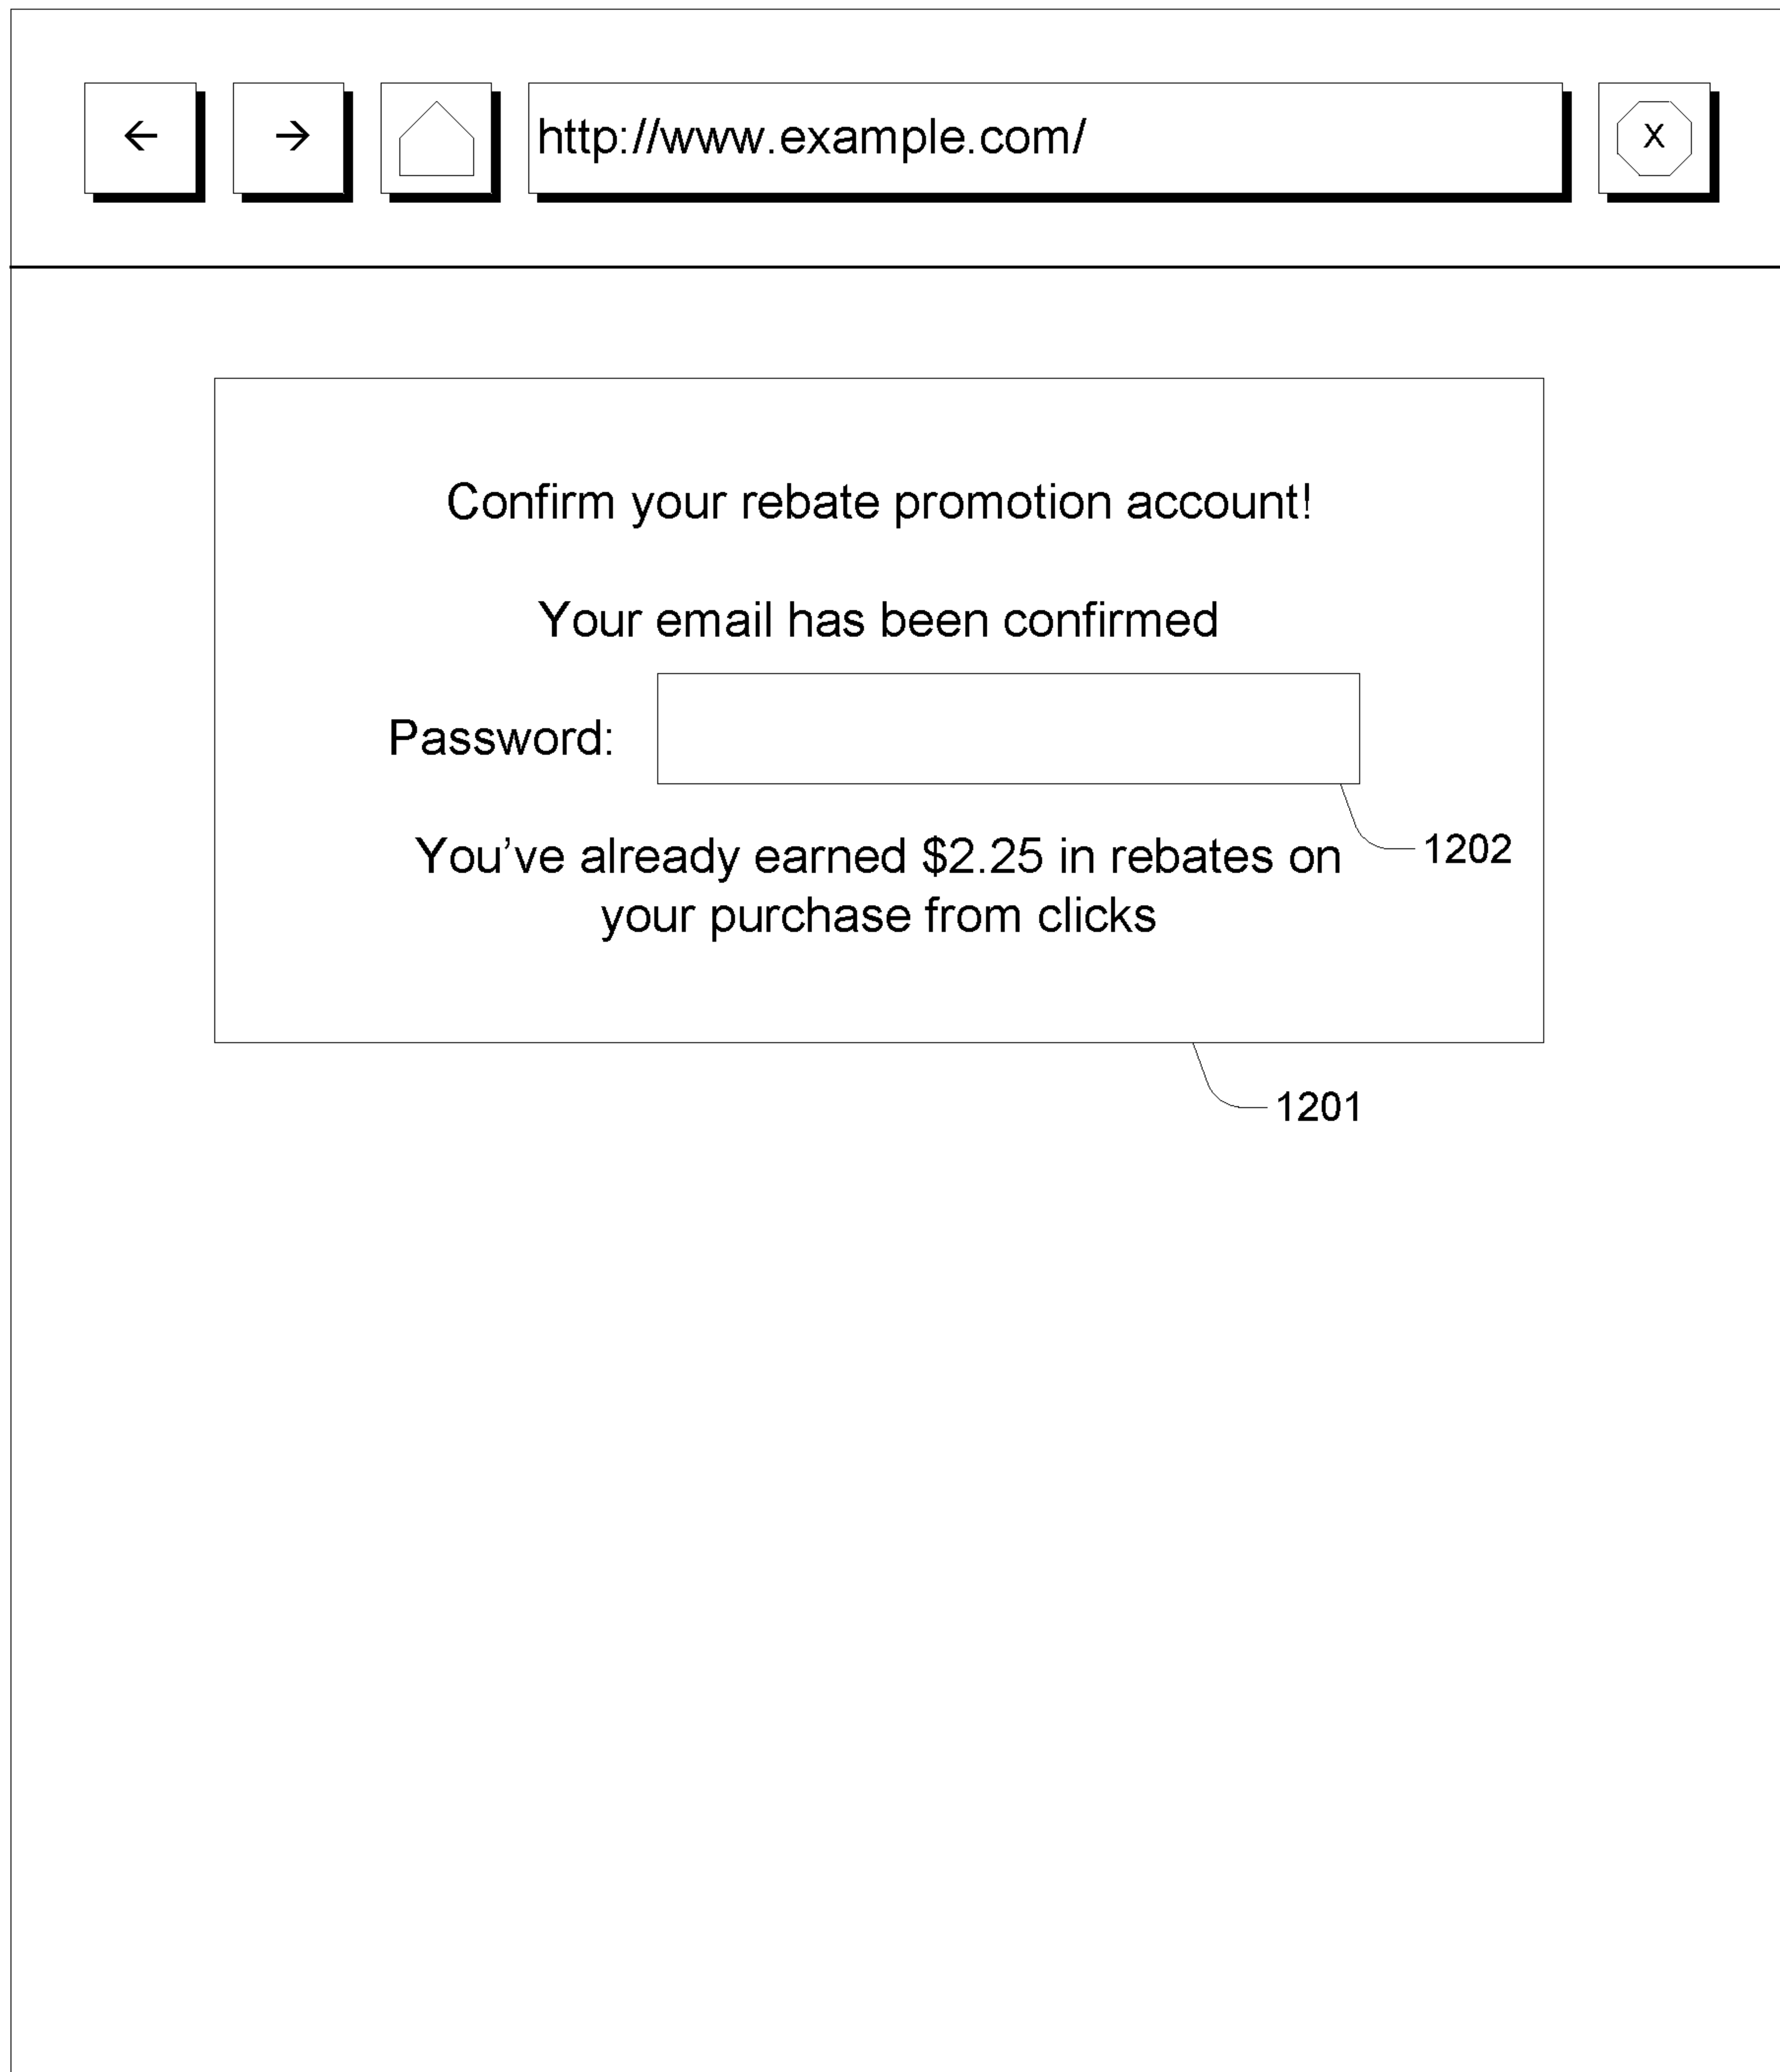 ← → http://www.example.com/ X
Confirm your rebate promotion account!
Your email has been confirmed
Password:
You’ve already earned $2.25 in rebates on
your purchase from clicks
1202
1201